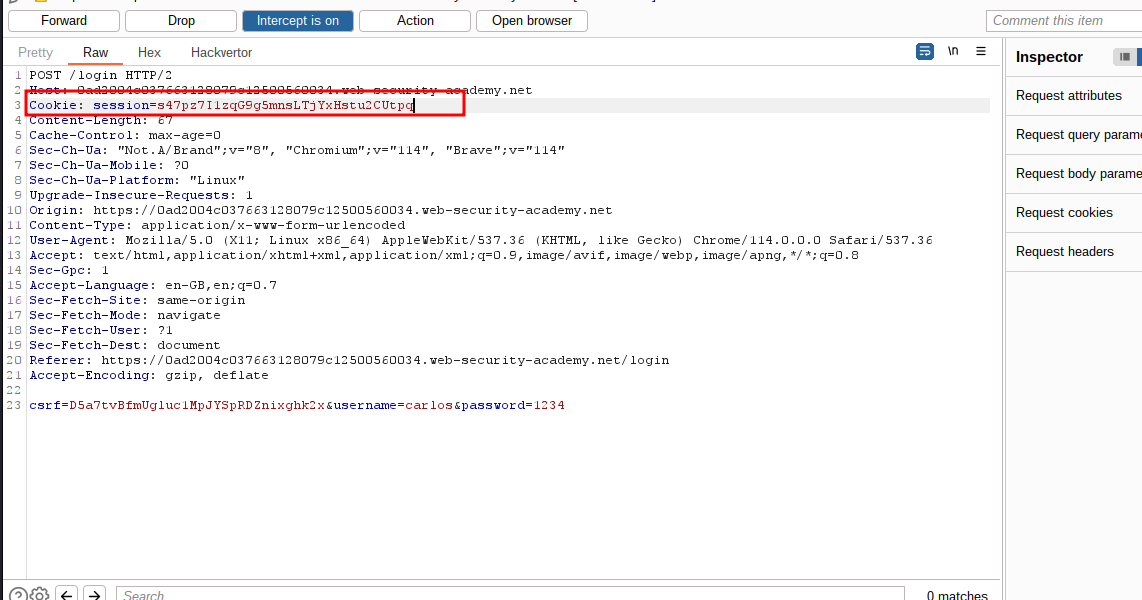 Forward Drop Intercept is on Action Open browser Comment this item
Pretty Raw Hex Hackvertor \n Inspector
1 POST /login HTTP/2
2 Host: 0ad2004c037663128079c12500560034.web-security-academy.net
3 Cookie: session=s47pz7I1zqG9g5mnsLTjYxHstu2CUtpq
4 Content-Length: 67
5 Cache-Control: max-age=0
6 Sec-Ch-Ua: "Not.A/Brand";v="8", "Chromium";v="114", "Brave";v="114"
7 Sec-Ch-Ua-Mobile: ?0
8 Sec-Ch-Ua-Platform: "Linux"
9 Upgrade-Insecure-Requests: 1
10 Origin: https://0ad2004c037663128079c12500560034.web-security-academy.net
11 Content-Type: application/x-www-form-urlencoded
12 User-Agent: Mozilla/5.0 (X11; Linux x86_64) AppleWebKit/537.36 (KHTML, like Gecko) Chrome/114.0.0.0 Safari/537.36
13 Accept: text/html,application/xhtml+xml,application/xml;q=0.9,image/avif,image/webp,image/apng,*/*;q=0.8
14 Sec-Gpc: 1
15 Accept-Language: en-GB,en;q=0.7
16 Sec-Fetch-Site: same-origin
17 Sec-Fetch-Mode: navigate
18 Sec-Fetch-User: ?1
19 Sec-Fetch-Dest: document
20 Referer: https://0ad2004c037663128079c12500560034.web-security-academy.net/login
21 Accept-Encoding: gzip, deflate
22
23 csrf=D5a7tvBfmUgluc1MpJYSpRDZnixghk2x&username=carlos&password=1234
Request attributes
Request query parame
Request body parame
Request cookies
Request headers
Search 0 matches